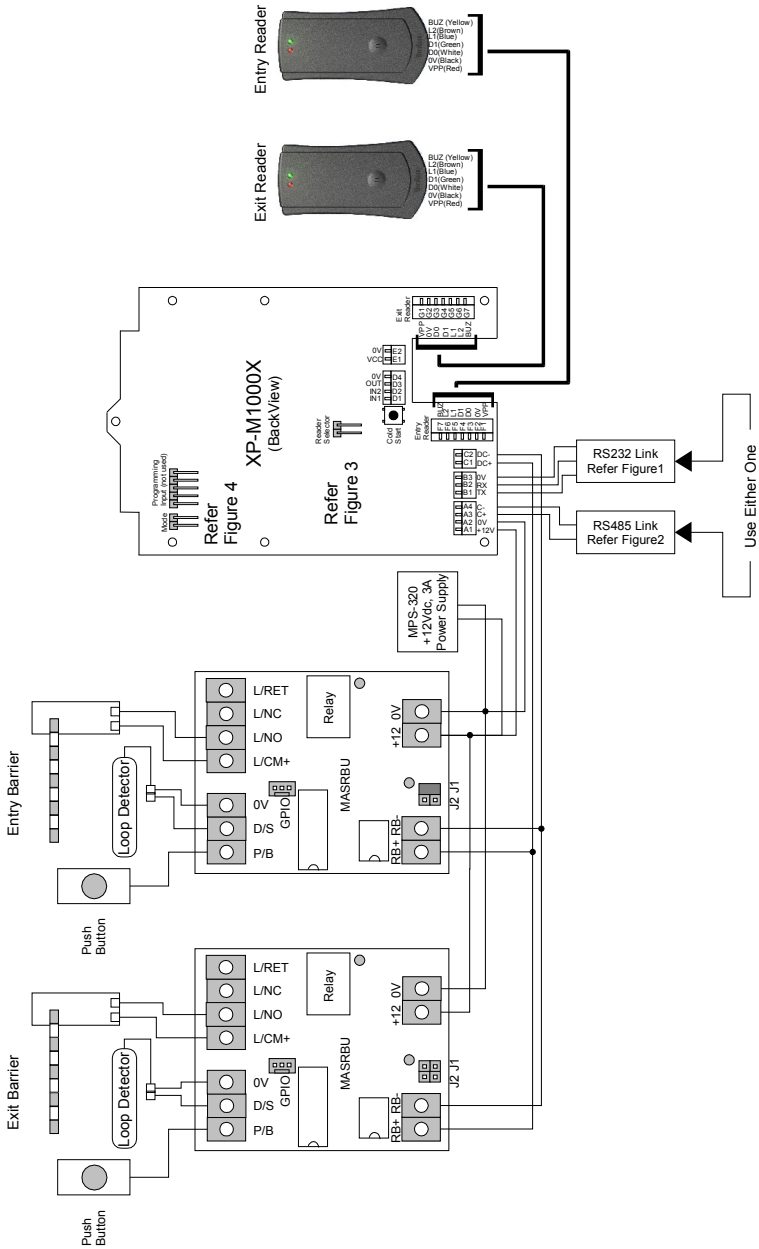 Entry Reader
BUZ (Yellow)
L2(Brown)
L1(Blue)
D1(Green)
D0(White)
0V(Black)
VPP(Red)
Exit Reader
BUZ (Yellow)
L2(Brown)
L1(Blue)
D1(Green)
D0(White)
0V(Black)
VPP(Red)
XP-M1000X
(BackView)
Mode
Programming
Input (not used)
Refer
Figure 4
Reader
Selector
Refer
Figure 3
Cold
Start
IN1 D1
IN2 D2
OUT D3
0V D4
VCC E1
0V E2
Exit
Reader
VPP G1
0V G2
D0 G3
D1 G4
L1 G5
L2 G6
BUZ G7
Entry
Reader
F7 BUZ
F6 L2
F5 L1
F4 D1
F3 D0
F2 0V
F1 VPP
C2 DC-
C1 DC+
B3 0V
B2 RX
B1 TX
A4 C-
A3 C+
A2 0V
A1 +12V
RS232 Link
Refer Figure1
RS485 Link
Refer Figure2
Use Either One
MPS-320
+12Vdc, 3A
Power Supply
Entry Barrier
Loop Detector
Push
Button
L/RET
L/NC
L/NO
L/CM+
0V
D/S
P/B
GPIO
Relay
MASRBU
+12 0V
J2 J1
RB+ RB-
Exit Barrier
Loop Detector
Push
Button
L/RET
L/NC
L/NO
L/CM+
0V
D/S
P/B
GPIO
Relay
MASRBU
+12 0V
J2 J1
RB+ RB-